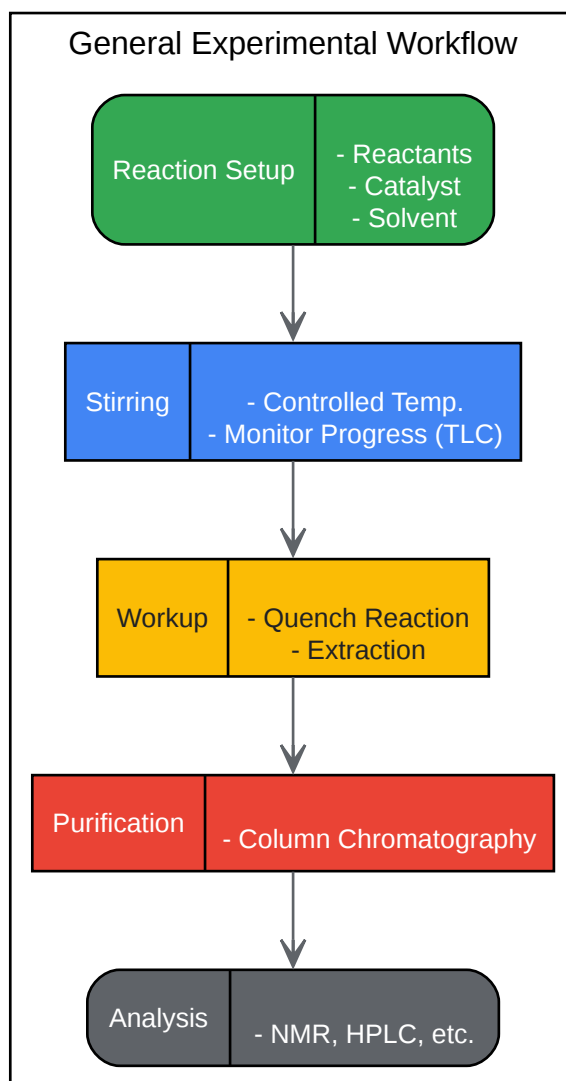 General Experimental Workflow
Reaction Setup
- Reactants
- Catalyst
- Solvent
Stirring
- Controlled Temp.
- Monitor Progress (TLC)
Workup
- Quench Reaction
- Extraction
Purification
- Column Chromatography
Analysis
- NMR, HPLC, etc.